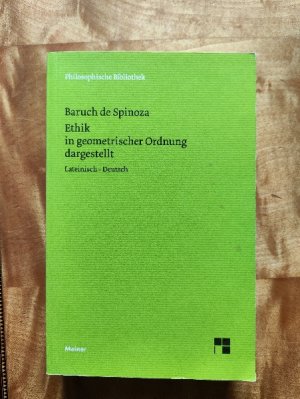 Philosophische Bibliothek
Baruch de Spinoza
Ethik
in geometrischer Ordnung
dargestellt
Lateinisch – Deutsch
Meiner